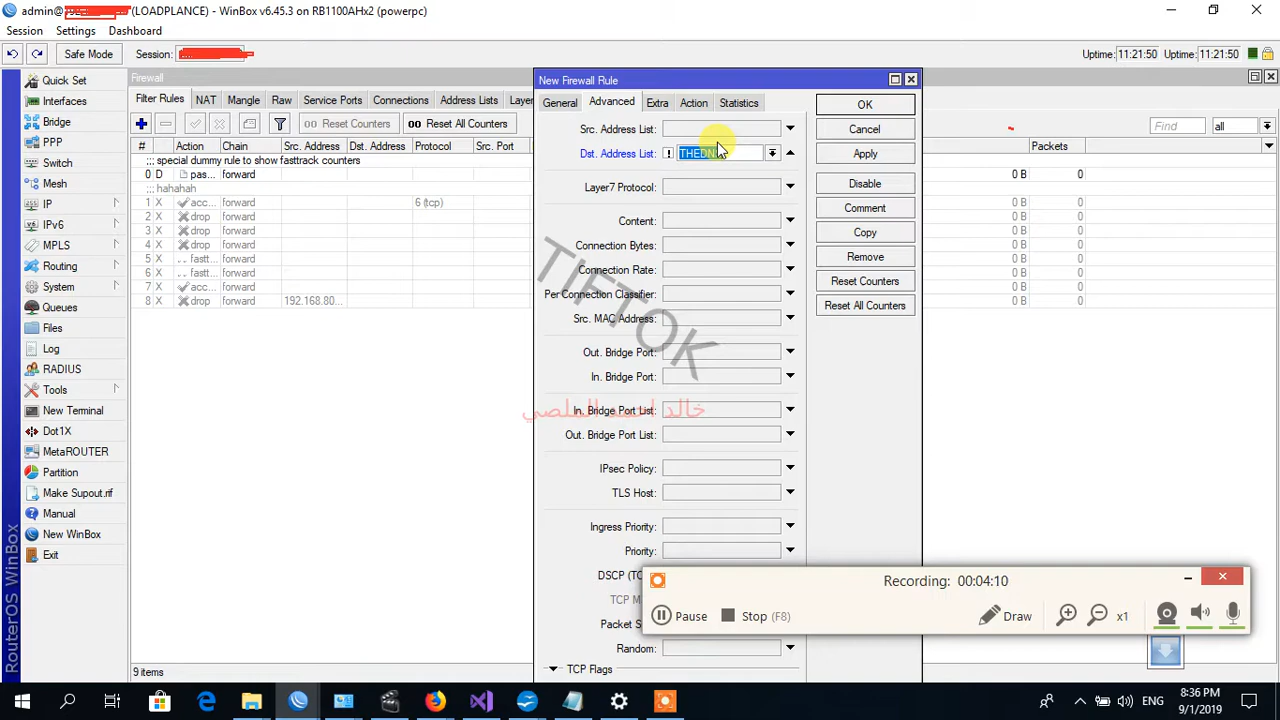 admin@ (LOADPLANCE) - WinBox v6.45.3 on RB1100AHx2 (powerpc)
Session Settings Dashboard
Safe Mode Session: Uptime: 11:21:50 Uptime: 11:21:50
Quick Set
Interfaces
Bridge
PPP
Switch
Mesh
IP
IPv6
MPLS
Routing
System
Queues
Files
Log
RADIUS
Tools
New Terminal
Dot1X
MetaROUTER
Partition
Make Supout.rif
Manual
New WinBox
Exit
RouterOS WinBox
Firewall
Filter Rules NAT Mangle Raw Service Ports Connections Address Lists Layer
Reset Counters 00 Reset All Counters Find all
# Action Chain Src. Address Dst. Address Protocol Src. Port Packets
::: special dummy rule to show fasttrack counters
0 D pas... forward 0 B 0
::: hahahah
1 X acc... forward 6 (tcp) 0 B 0
2 X drop forward 0 B 0
3 X drop forward 0 B 0
4 X drop forward 0 B 0
5 X fastt... forward 0 B 0
6 X fastt... forward 0 B 0
7 X acc... forward 0 B 0
8 X drop forward 192.168.80... 0 B 0
9 items
New Firewall Rule
General Advanced Extra Action Statistics
Src. Address List:
Dst. Address List: !
Layer7 Protocol:
Content:
Connection Bytes:
Connection Rate:
Per Connection Classifier:
Src. MAC Address:
Out. Bridge Port:
In. Bridge Port:
In. Bridge Port List:
Out. Bridge Port List:
IPsec Policy:
TLS Host:
Ingress Priority:
Priority:
DSCP (TC
TCP M
Packet S
Random:
TCP Flags
OK
Cancel
Apply
Disable
Comment
Copy
Remove
Reset Counters
Reset All Counters
TIFTOK
خالد احمد الملصي
Recording: 00:04:10
Pause Stop (F8) Draw x1
ENG 8:36 PM
9/1/2019